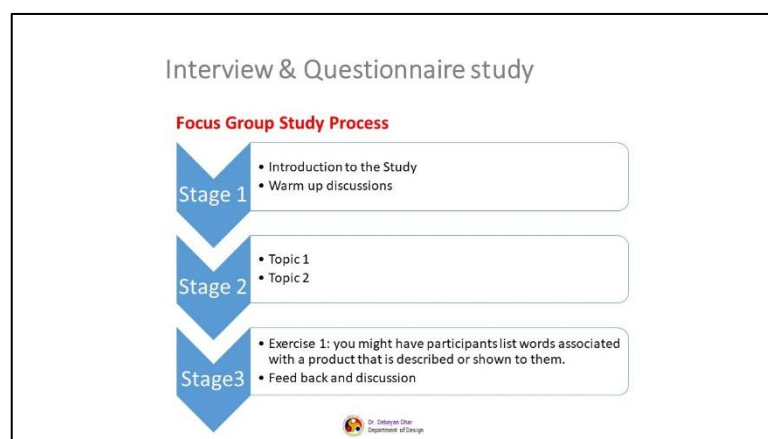 Interview & Questionnaire study
Focus Group Study Process
Stage 1
• Introduction to the Study
• Warm up discussions
Stage 2
• Topic 1
• Topic 2
Stage3
• Exercise 1: you might have participants list words associated
with a product that is described or shown to them.
• Feed back and discussion
Dr. Debayan Dhar
Department of Design